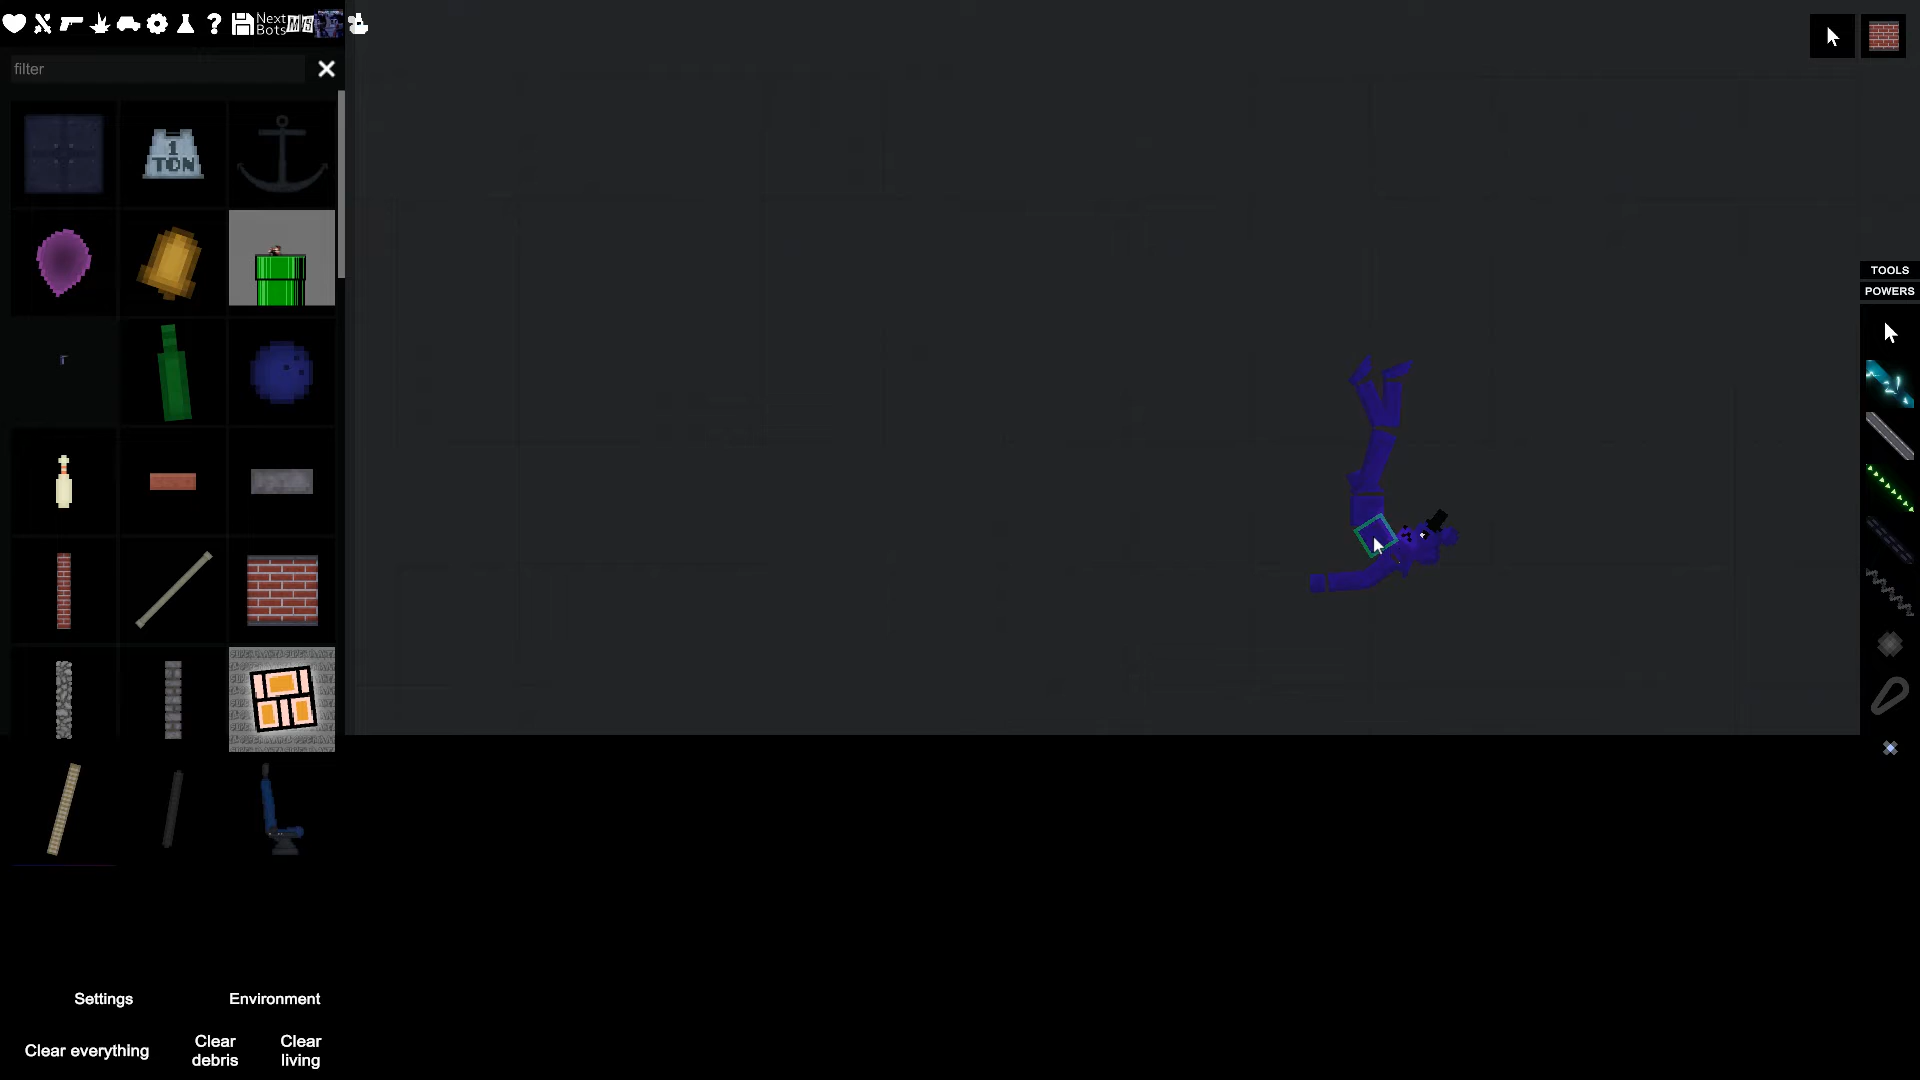 Next
Bots
filter
1
TON
TOOLS
POWERS
Settings
Environment
Clear everything
Clear
debris
Clear
living